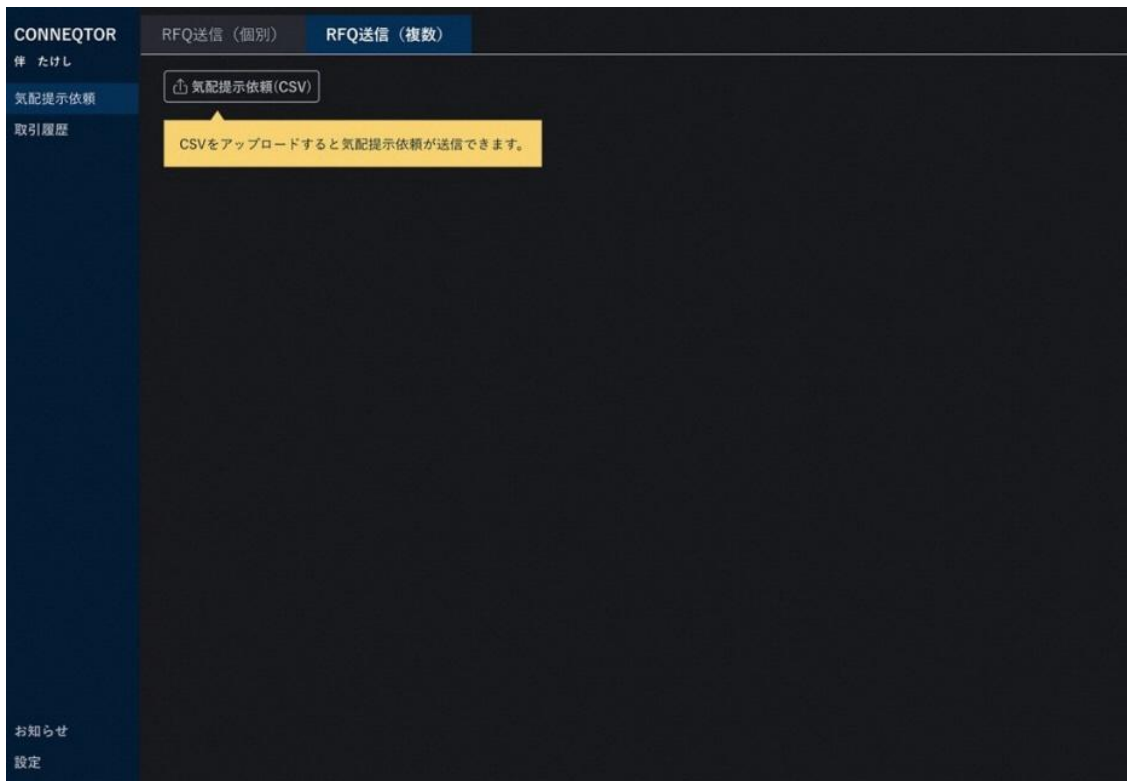 CONNEQTOR
伴 たけし
気配提示依頼
取引履歴
お知らせ
設定
RFQ送信（個別）
RFQ送信（複数）
気配提示依頼(CSV)
CSVをアップロードすると気配提示依頼が送信できます。